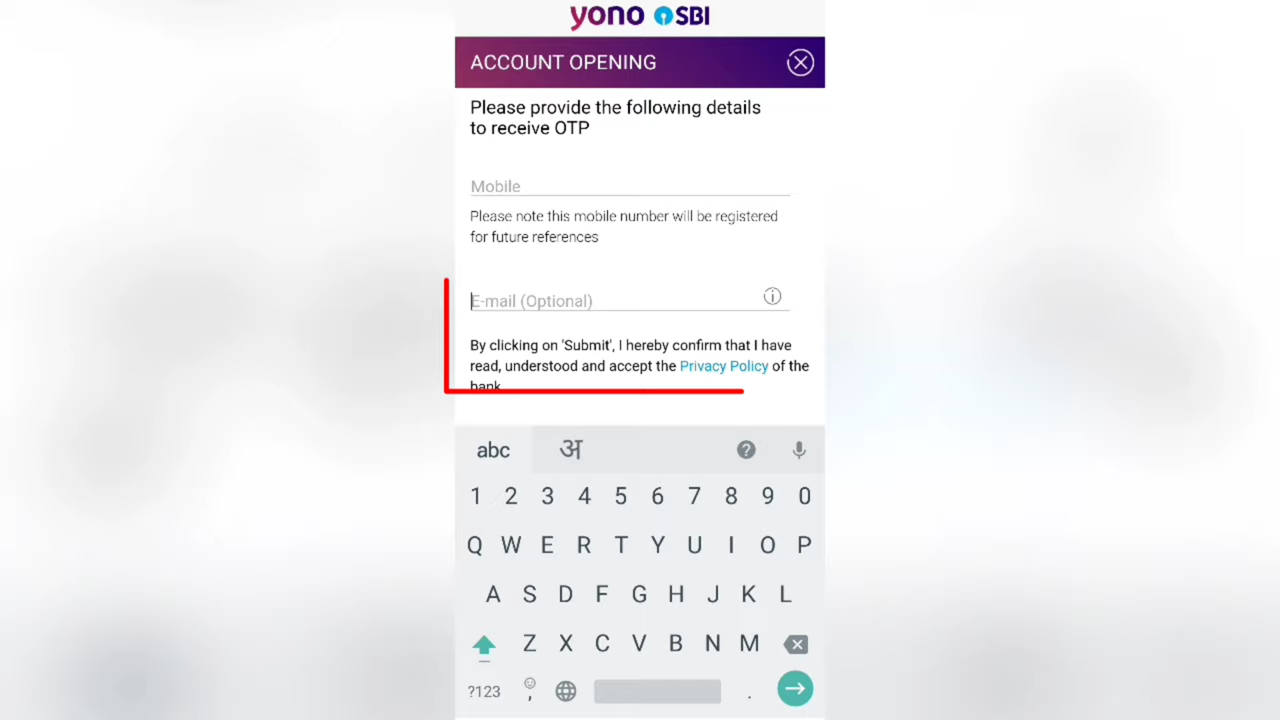 yono SBI
ACCOUNT OPENING
Please provide the following details
to receive OTP
Mobile
Please note this mobile number will be registered
for future references
E-mail (Optional)
By clicking on 'Submit', I hereby confirm that I have
read, understood and accept the Privacy Policy of the
bank
abc अ
1 2 3 4 5 6 7 8 9 0
Q W E R T Y U I O P
A S D F G H J K L
Z X C V B N M
?123 , .